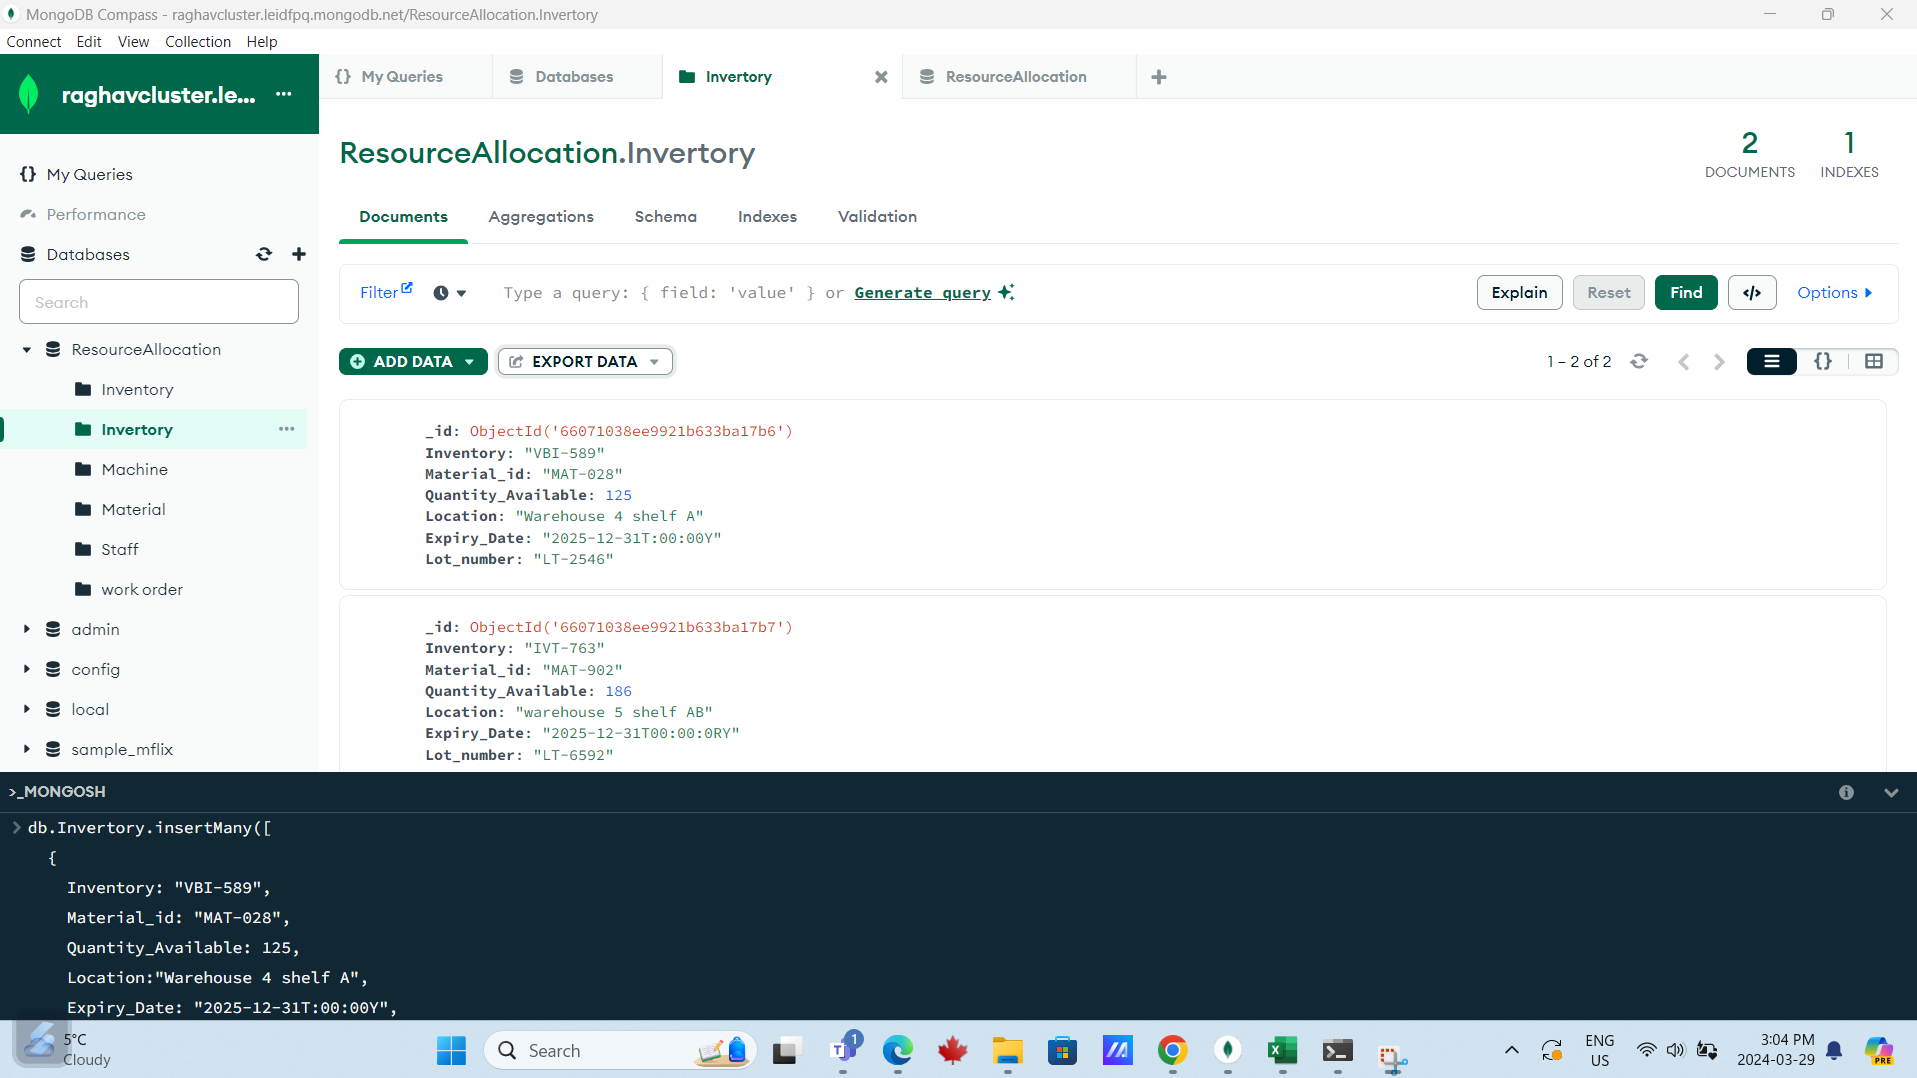 MongoDB Compass - raghavcluster.leidfpq.mongodb.net/ResourceAllocation.Invertory
Connect Edit View Collection Help
raghavcluster.le... ...
{} My Queries
Databases
Invertory
ResourceAllocation
My Queries
Performance
Databases
Search
ResourceAllocation
Inventory
Invertory
Machine
Material
Staff
work order
admin
config
local
sample_mflix
ResourceAllocation.Invertory
2
DOCUMENTS
1
INDEXES
Documents Aggregations Schema Indexes Validation
Filter Type a query: { field: 'value' } or Generate query Explain Reset Find </> Options
ADD DATA EXPORT DATA 1 – 2 of 2 {}
_id: ObjectId('66071038ee9921b633ba17b6')
Inventory: "VBI-589"
Material_id: "MAT-028"
Quantity_Available: 125
Location: "Warehouse 4 shelf A"
Expiry_Date: "2025-12-31T:00:00Y"
Lot_number: "LT-2546"
_id: ObjectId('66071038ee9921b633ba17b7')
Inventory: "IVT-763"
Material_id: "MAT-902"
Quantity_Available: 186
Location: "warehouse 5 shelf AB"
Expiry_Date: "2025-12-31T00:00:0RY"
Lot_number: "LT-6592"
>_MONGOSH
> db.Invertory.insertMany([
{
Inventory: "VBI-589",
Material_id: "MAT-028",
Quantity_Available: 125,
Location:"Warehouse 4 shelf A",
Expiry_Date: "2025-12-31T:00:00Y",
5°C
Cloudy
Search
1
ENG
US
3:04 PM
2024-03-29
PRE